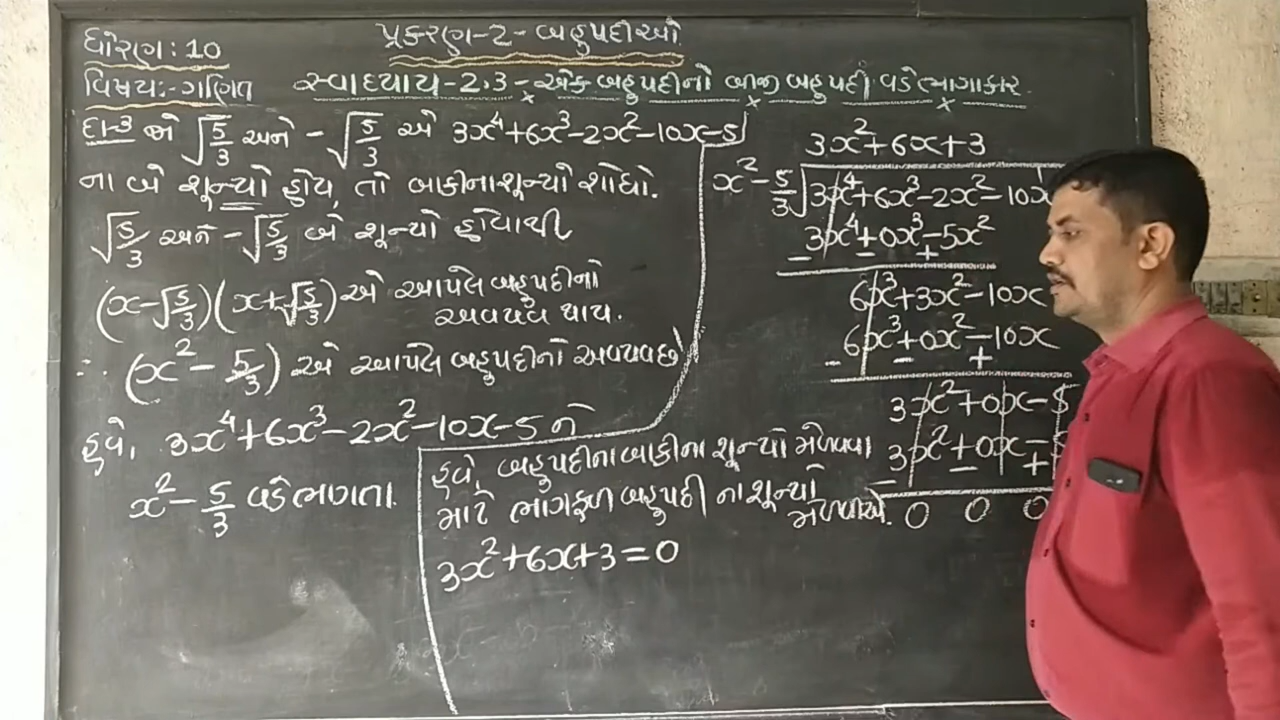 ધોરણ: 10
પ્રકરણ-2- બહુપદીઓ
વિષય:-ગણિત
સ્વાધ્યાય-2.3 - એક બહુપદીનો બીજી બહુપદી વડે ભાગાકાર
દા-3 જો √5/3 અને -√5/3 એ 3x⁴+6x³-2x²-10x-5
ના બે શૂન્યો હોય, તો બાકીના શૂન્યો શોધો.
√5/3 અને -√5/3 બે શૂન્યો હોવાથી
(x-√5/3)(x+√5/3) એ આપેલ બહુપદીનો
અવયવ થાય.
∴ (x² - 5/3) એ આપેલ બહુપદીનો અવયવ છે
હવે, 3x⁴+6x³-2x²-10x-5 ને
x² - 5/3 વડે ભાગતા.
3x²+6x+3
x²-5/3 √3x⁴+6x³-2x²-10x
3x⁴+0x³-5x²
- - +
6x³+3x²-10x
6x³+0x²-10x
- - +
3x²+0x-5
3x²+0x-5
- - +
0 0 0
હવે, બહુપદીના બાકીના શૂન્યો મેળવવા
માટે ભાગફળ બહુપદી ના શૂન્યો
મેળવીએ.
3x²+6x+3=0